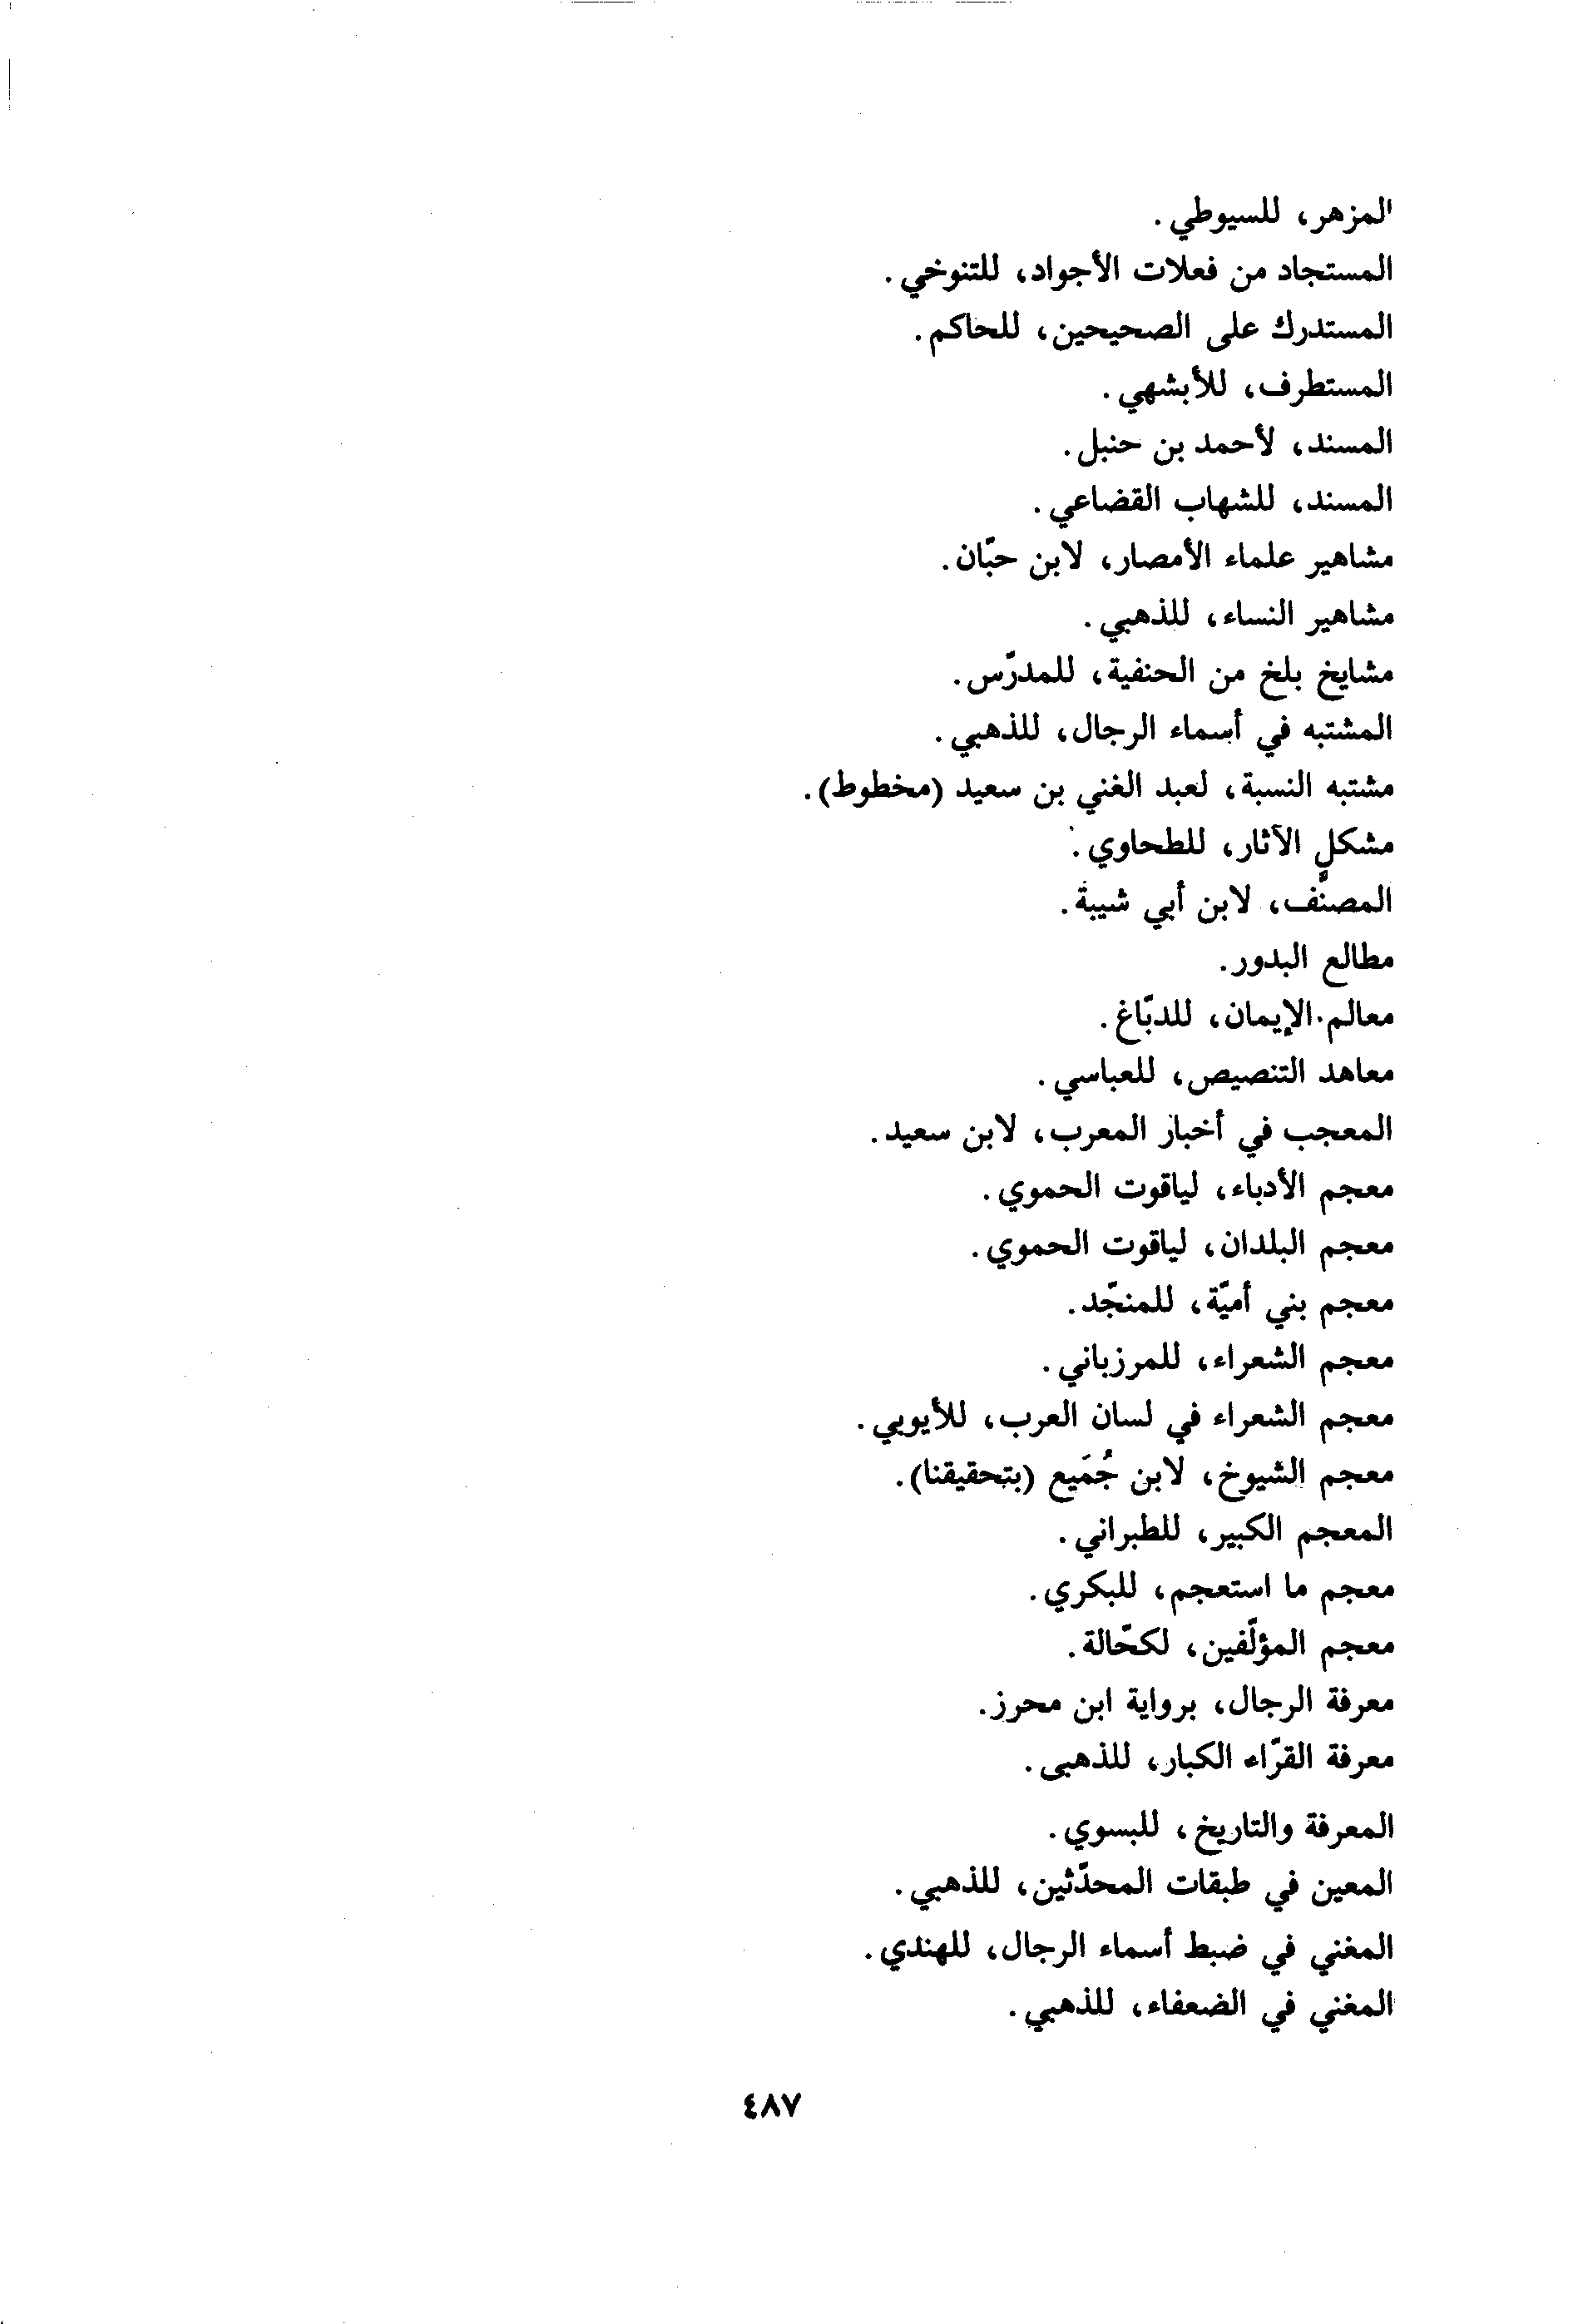 المزهر، للسيوطي.
المستجاد من فعلات الأجواد، للتنوخي.
المستدرك على الصحيحين، للحاكم.
المستطرف، للأبشهي.
المسند، لأحمد بن حنبل.
المسند، للشهاب القضاعي.
مشاهير علماء الأمصار، لابن حبّان.
مشاهير النساء، للذهبي.
مشايخ بلخ من الحنفية، للمدرّس.
المشتبه في أسماء الرجال، للذهبي.
مشتبه النسبة، لعبد الغني بن سعيد (مخطوط).
مشكل الآثار، للطحاوي.
المصنّف، لابن أبي شيبة.
مطالع البدور.
معالم الإيمان، للدبّاغ.
معاهد التنصيص، للعباسي.
المعجب في أخبار المعرب، لابن سعيد.
معجم الأدباء، لياقوت الحموي.
معجم البلدان، لياقوت الحموي.
معجم بني أميّة، للمنجّد.
معجم الشعراء، للمرزباني.
معجم الشعراء في لسان العرب، للأيوبي.
معجم الشيوخ، لابن جُمَيع (بتحقيقنا).
المعجم الكبير، للطبراني.
معجم ما استعجم، للبكري.
معجم المؤلّفين، لكحّالة.
معرفة الرجال، برواية ابن محرز.
معرفة القرّاء الكبار، للذهبي.
المعرفة والتاريخ، للبسوي.
المعين في طبقات المحدّثين، للذهبي.
المغني في ضبط أسماء الرجال، للهندي.
المغني في الضعفاء، للذهبي.
٤٨٧